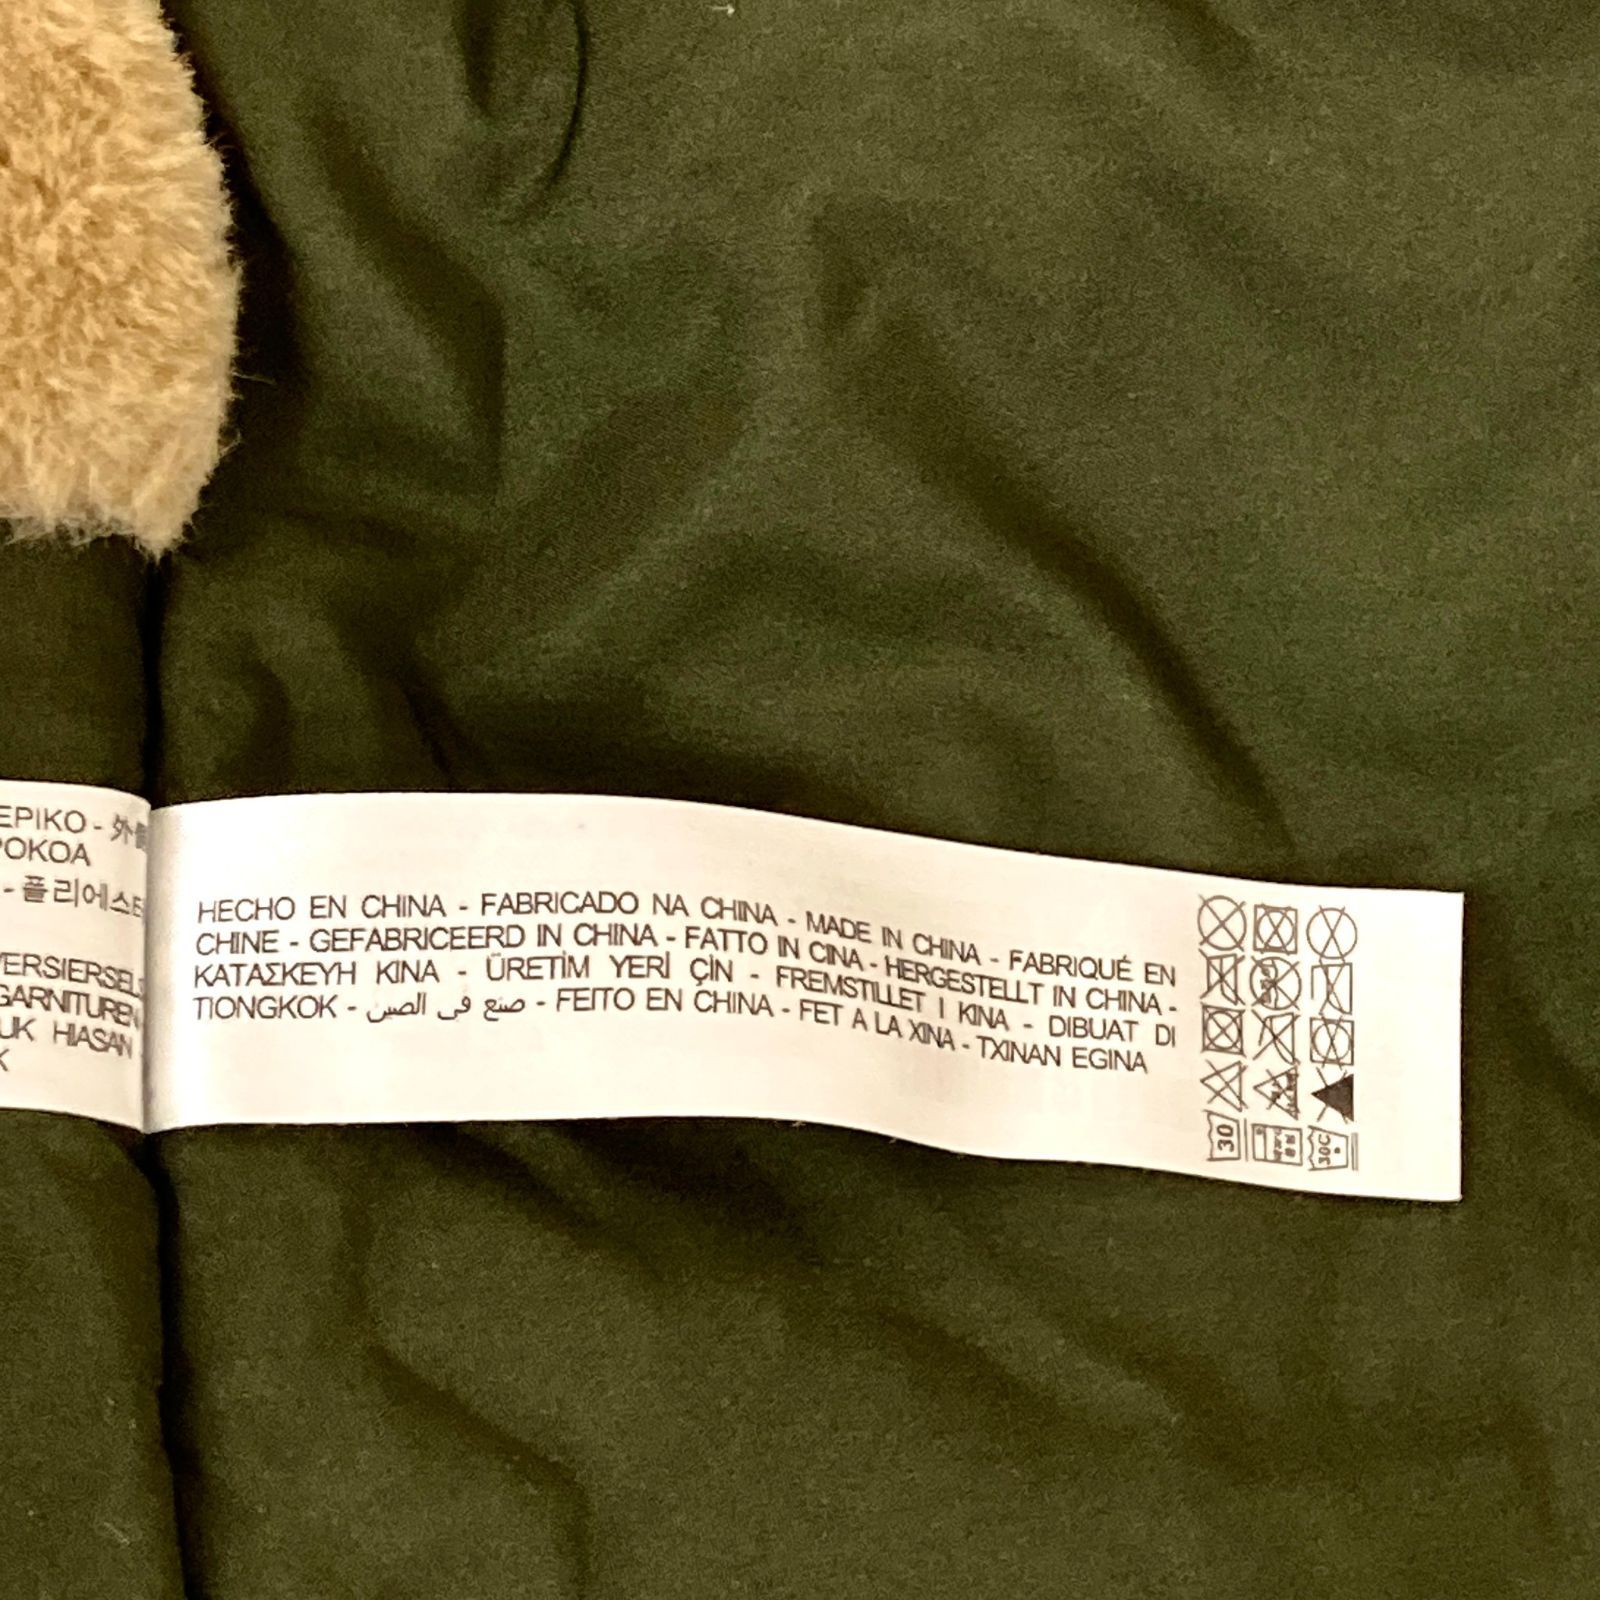 EPIKO - 外
POKOA
- 폴리에스테
VERSIERSELS
GARNITUREN
UK HIASAN
K
HECHO EN CHINA - FABRICADO NA CHINA - MADE IN CHINA - FABRIQUÉ EN
CHINE - GEFABRICEERD IN CHINA - FATTO IN CINA - HERGESTELLT IN CHINA -
ΚΑΤΑΣΚΕΥΗ ΚΙΝΑ - ÜRETİM YERİ ÇİN - FREMSTILLET I KINA - DIBUAT DI
TIONGKOK - صنع في الصين - FEITO EN CHINA - FET A LA XINA - TXINAN EGINA
30
30C